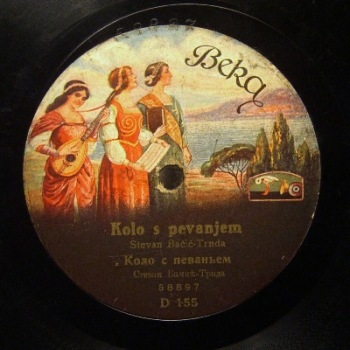 Beka
Kolo s pevanjem
Stevan Bačić-Trnda
Коло с певањем
Стеван Бачић-Трнда
58897
D 155